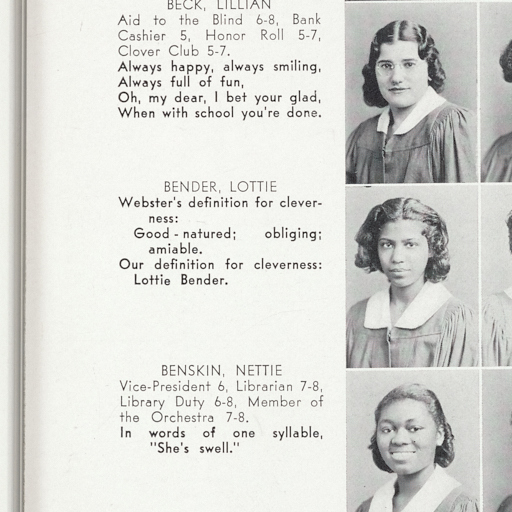 BECK, LILLIAN
Aid to the Blind 6-8, Bank
Cashier 5, Honor Roll 5-7,
Clover Club 5-7.
Always happy, always smiling,
Always full of fun,
Oh, my dear, I bet your glad,
When with school you're done.
BENDER, LOTTIE
Webster's definition for clever-
ness:
Good-natured; obliging;
amiable.
Our definition for cleverness:
Lottie Bender.
BENSKIN, NETTIE
Vice-President 6, Librarian 7-8,
Library Duty 6-8, Member of
the Orchestra 7-8.
In words of one syllable,
"She's swell."